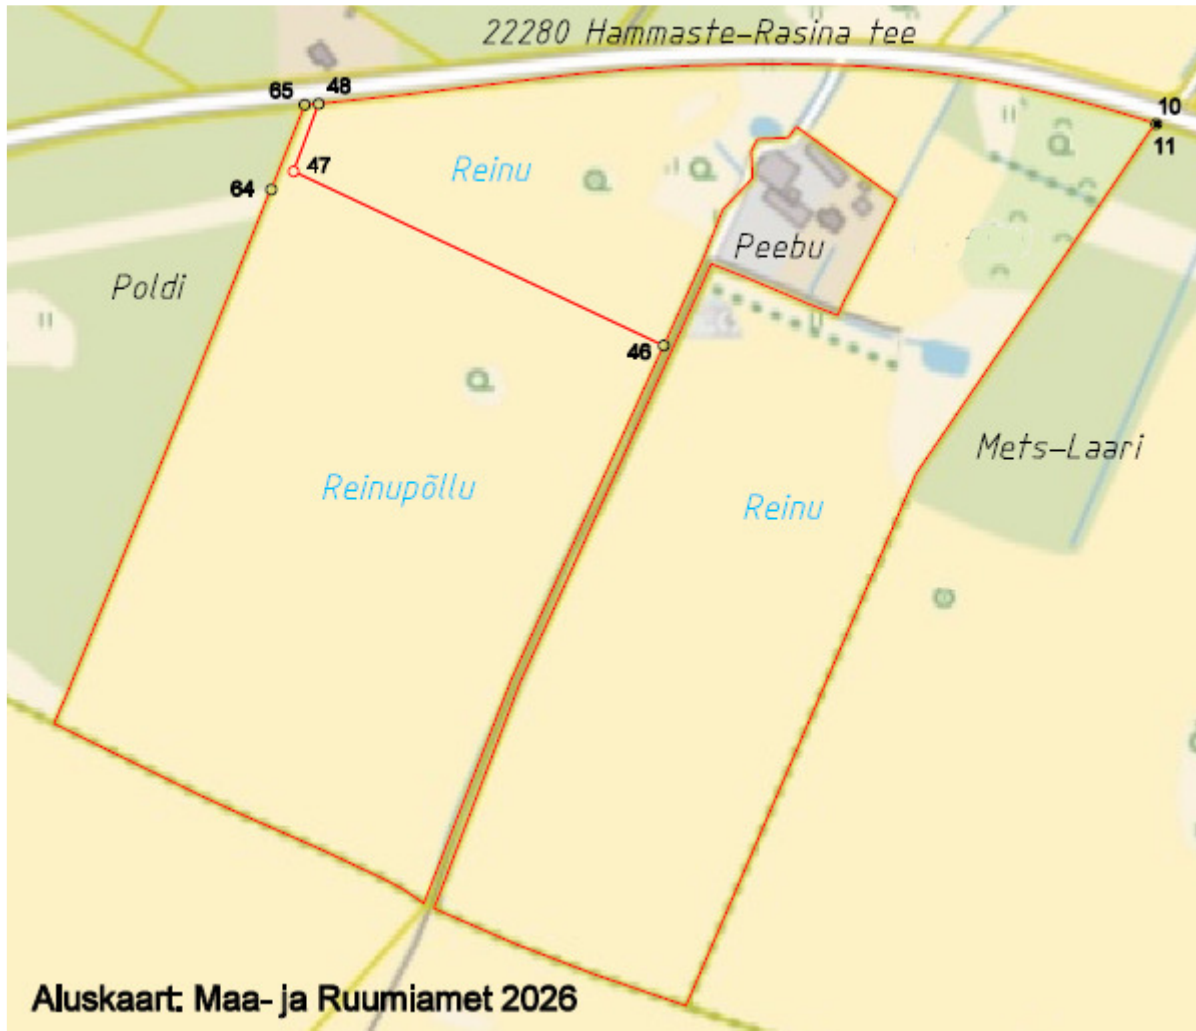 22280 Hammaste-Rasina tee
65
48
10
11
47
Reinu
64
Peebu
Poldi
46
Mets-Laari
Reinupõllu
Reinu
Aluskaart: Maa- ja Ruumiamet 2026